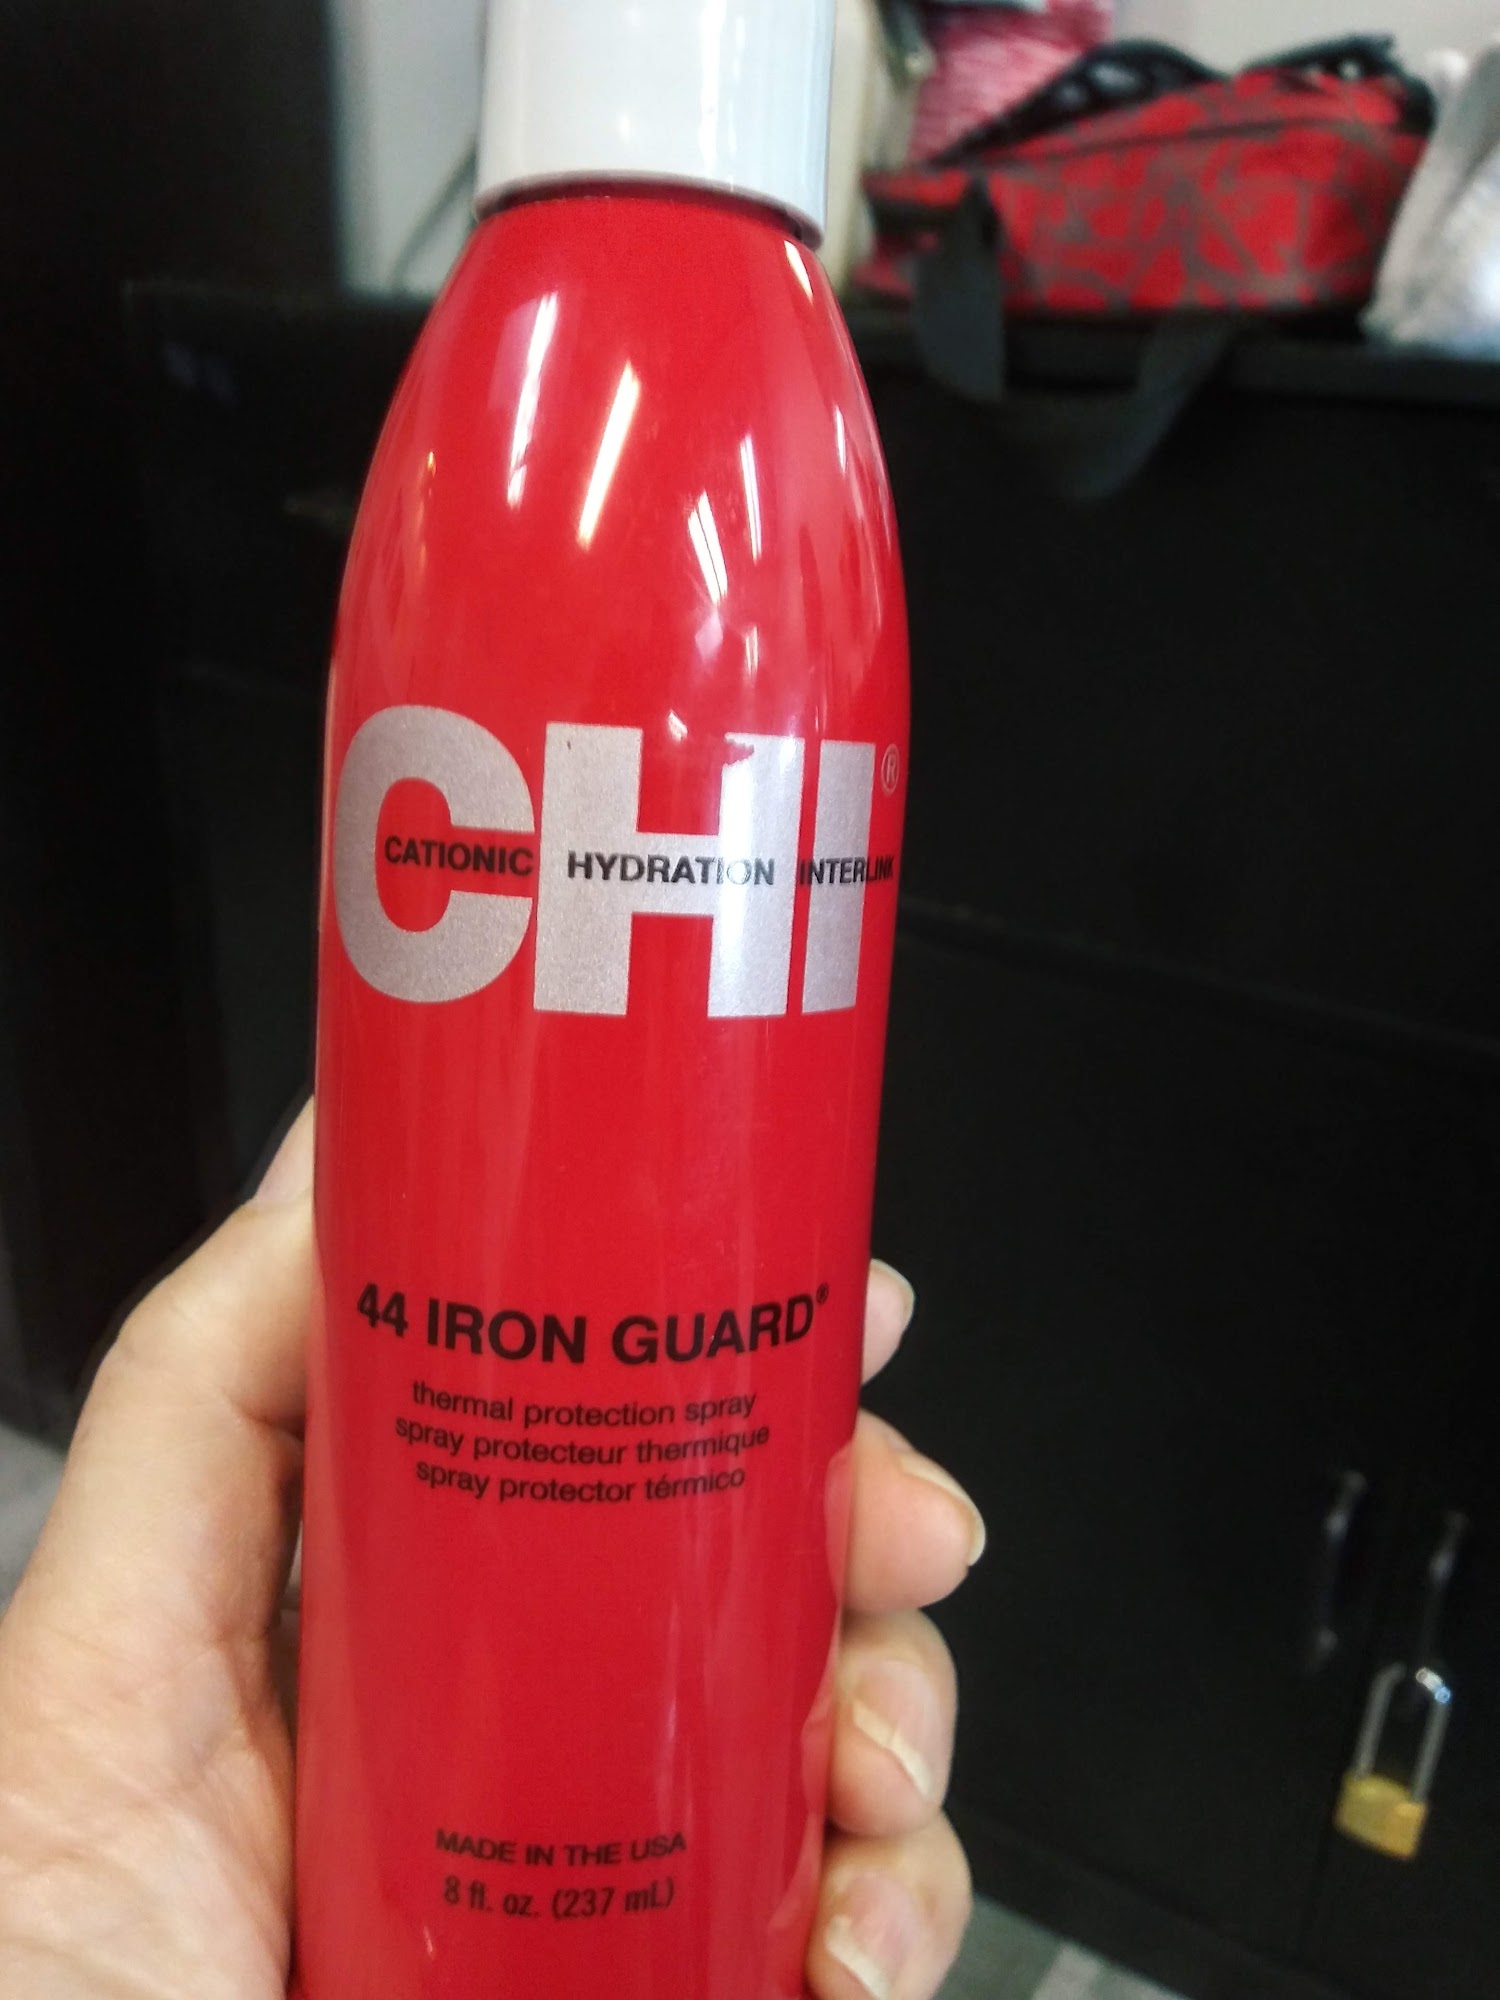 CHI®
CATIONIC HYDRATION INTERLINK
44 IRON GUARD®
thermal protection spray
spray protecteur thermique
spray protector térmico
MADE IN THE USA
8 fl. oz. (237 mL)